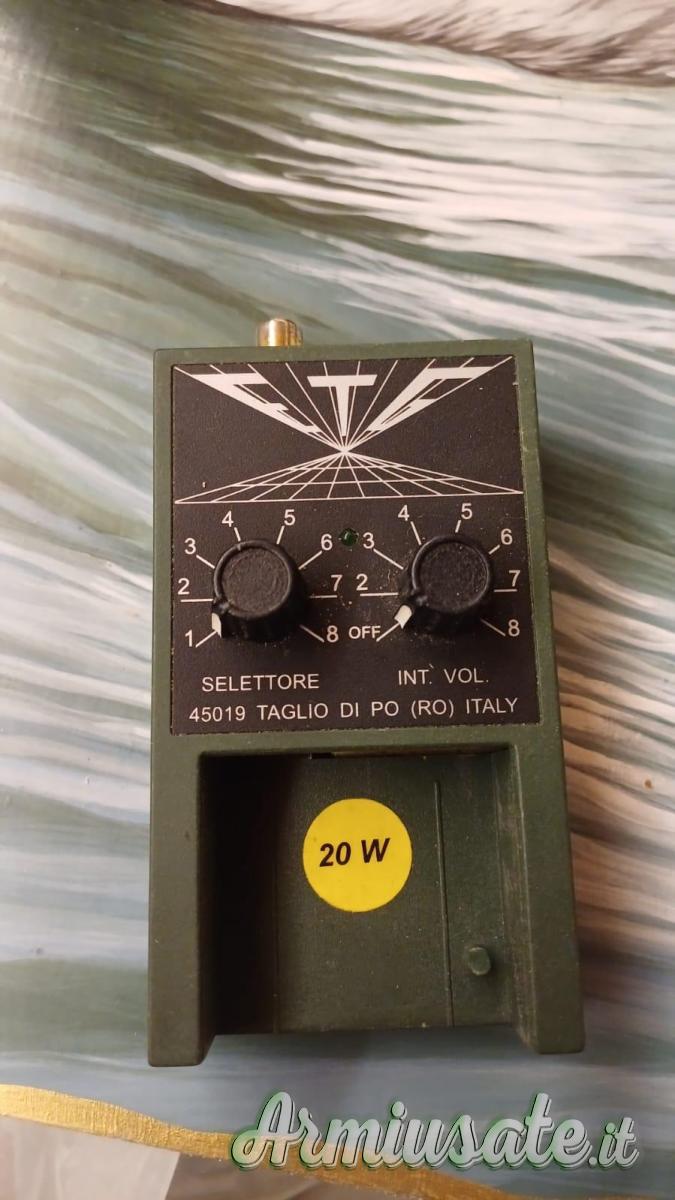 ETC
4 5 4 5
3 6 3 6
2 7 2 7
1 8 OFF 8
SELETTORE INT. VOL.
45019 TAGLIO DI PO (RO) ITALY
20 W
Armiusate.it